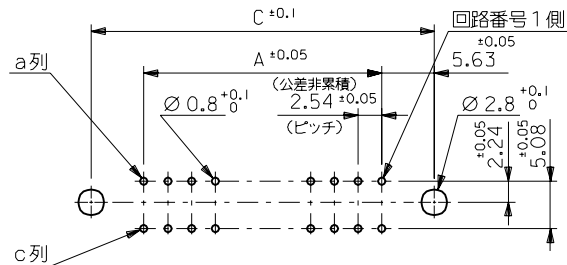 C ±0.1
回路番号1側
A ±0.05
±0.05
5.63
a列
(公差非累積)
Ø 0.8 +0.1 0
2.54 ±0.05
(ピッチ)
Ø 2.8 +0.1 0
±0.05
2.24
±0.05
5.08
c列